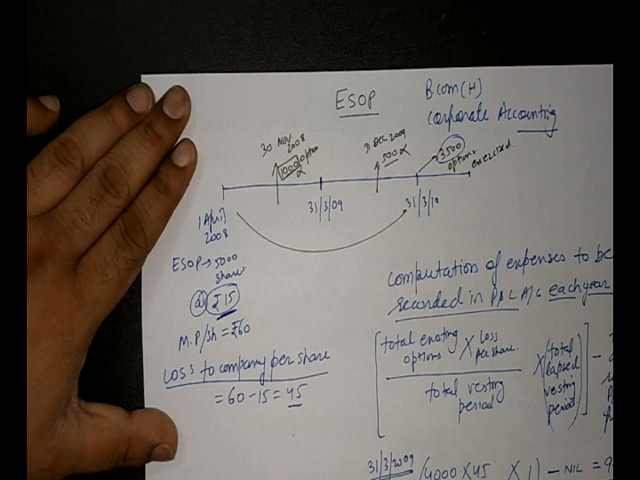 ESOP
Bcom (H)
Corporate Accounting
30 NOV 2008
1000 option
31 DEC 2009
500
3500
options exercised
1 April 2008
31/3/09
31/3/10
ESOP → 5000
shares
@ ₹15
M.P/Sh = ₹60
Loss to company per share
= 60 - 15 = 45
computation of expenses to be
recorded in P&L A/C each year
total existing options X Loss per share X (total lapsed vesting period)
total vesting period
31/3/2009
(4000 X 45 X 1) - NIL = 9